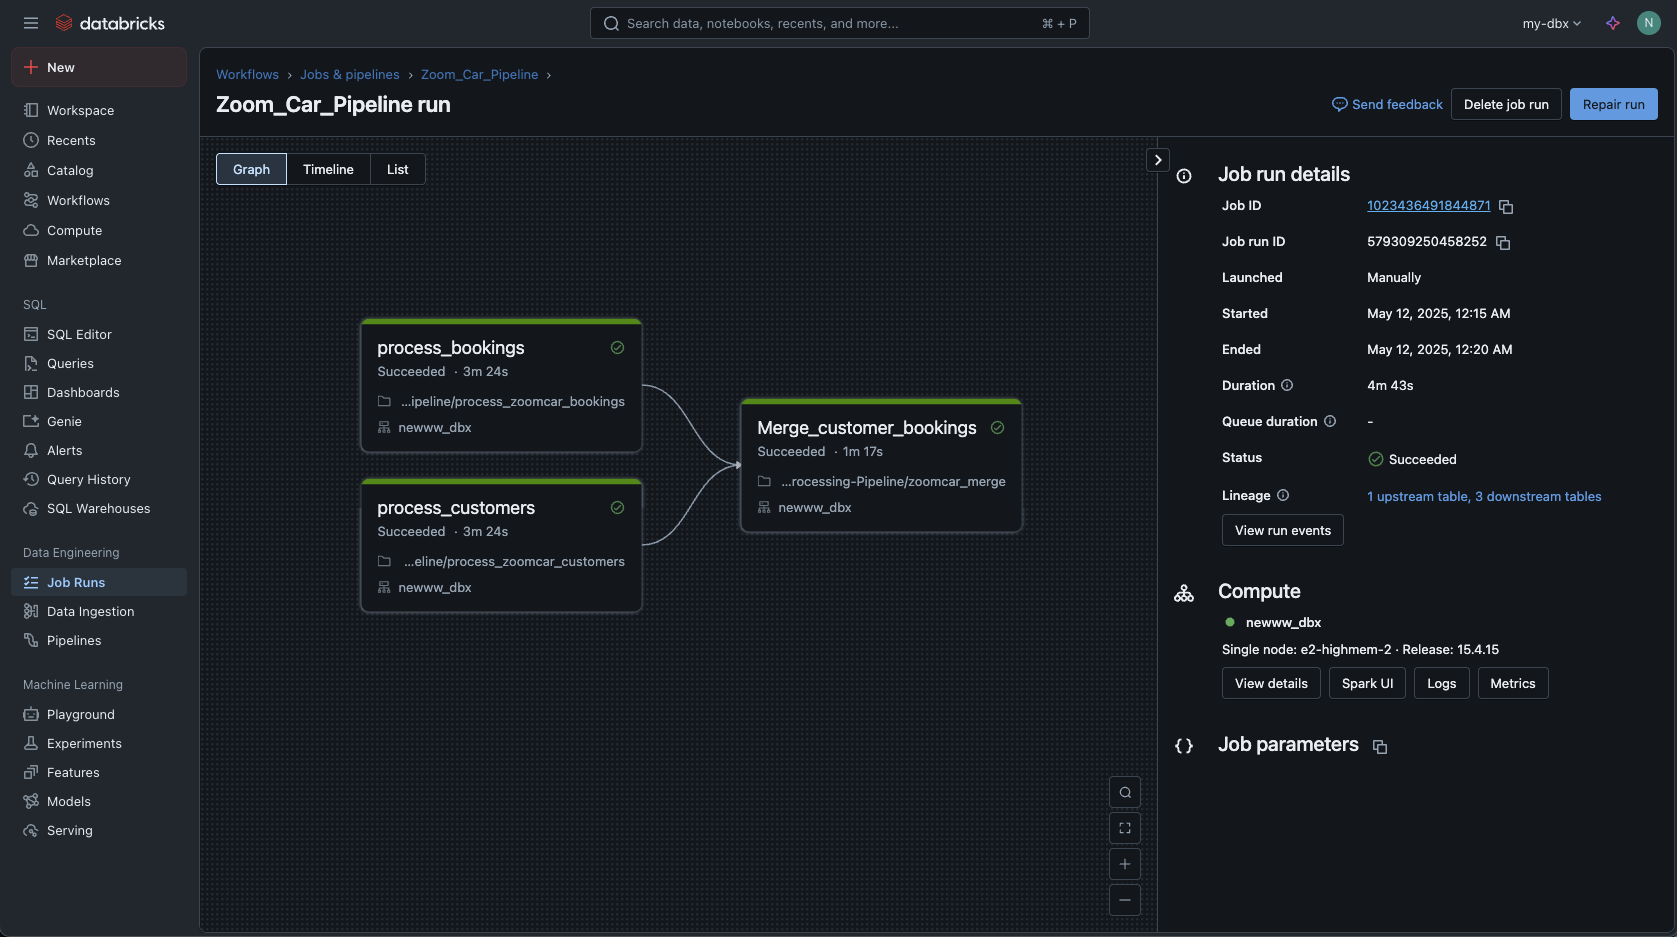 databricks
Search data, notebooks, recents, and more...
⌘ + P
my-dbx
N
New
Workspace
Recents
Catalog
Workflows
Compute
Marketplace
SQL
SQL Editor
Queries
Dashboards
Genie
Alerts
Query History
SQL Warehouses
Data Engineering
Job Runs
Data Ingestion
Pipelines
Machine Learning
Playground
Experiments
Features
Models
Serving
Workflows › Jobs & pipelines › Zoom_Car_Pipeline ›
Zoom_Car_Pipeline run
Send feedback
Delete job run
Repair run
Graph
Timeline
List
process_bookings
Succeeded · 3m 24s
...ipeline/process_zoomcar_bookings
newww_dbx
process_customers
Succeeded · 3m 24s
...eline/process_zoomcar_customers
newww_dbx
Merge_customer_bookings
Succeeded · 1m 17s
...rocessing-Pipeline/zoomcar_merge
newww_dbx
Job run details
Job ID 1023436491844871
Job run ID 579309250458252
Launched Manually
Started May 12, 2025, 12:15 AM
Ended May 12, 2025, 12:20 AM
Duration 4m 43s
Queue duration -
Status Succeeded
Lineage 1 upstream table, 3 downstream tables
View run events
Compute
newww_dbx
Single node: e2-highmem-2 · Release: 15.4.15
View details
Spark UI
Logs
Metrics
{} Job parameters